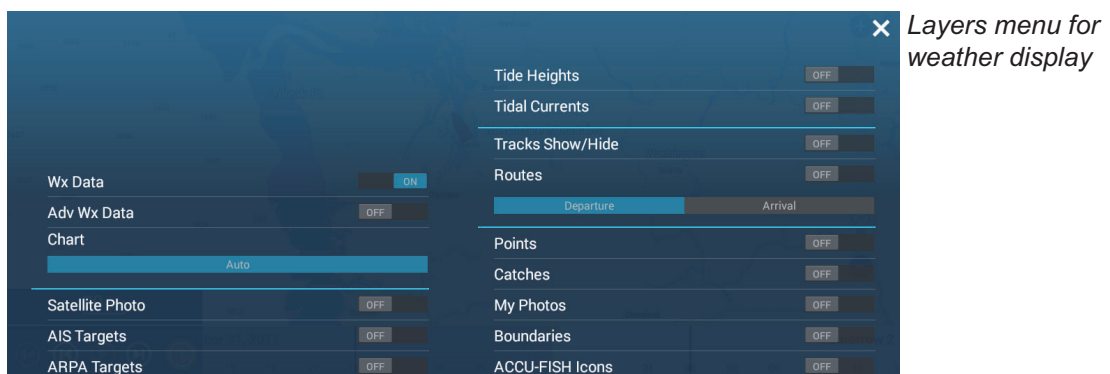 Layers menu for
weather display
Wx Data ON
Adv Wx Data OFF
Chart
Auto
Satellite Photo OFF
AIS Targets OFF
ARPA Targets OFF
Tide Heights OFF
Tidal Currents OFF
Tracks Show/Hide OFF
Routes OFF
Departure Arrival
Points OFF
Catches OFF
My Photos OFF
Boundaries OFF
ACCU-FISH Icons OFF